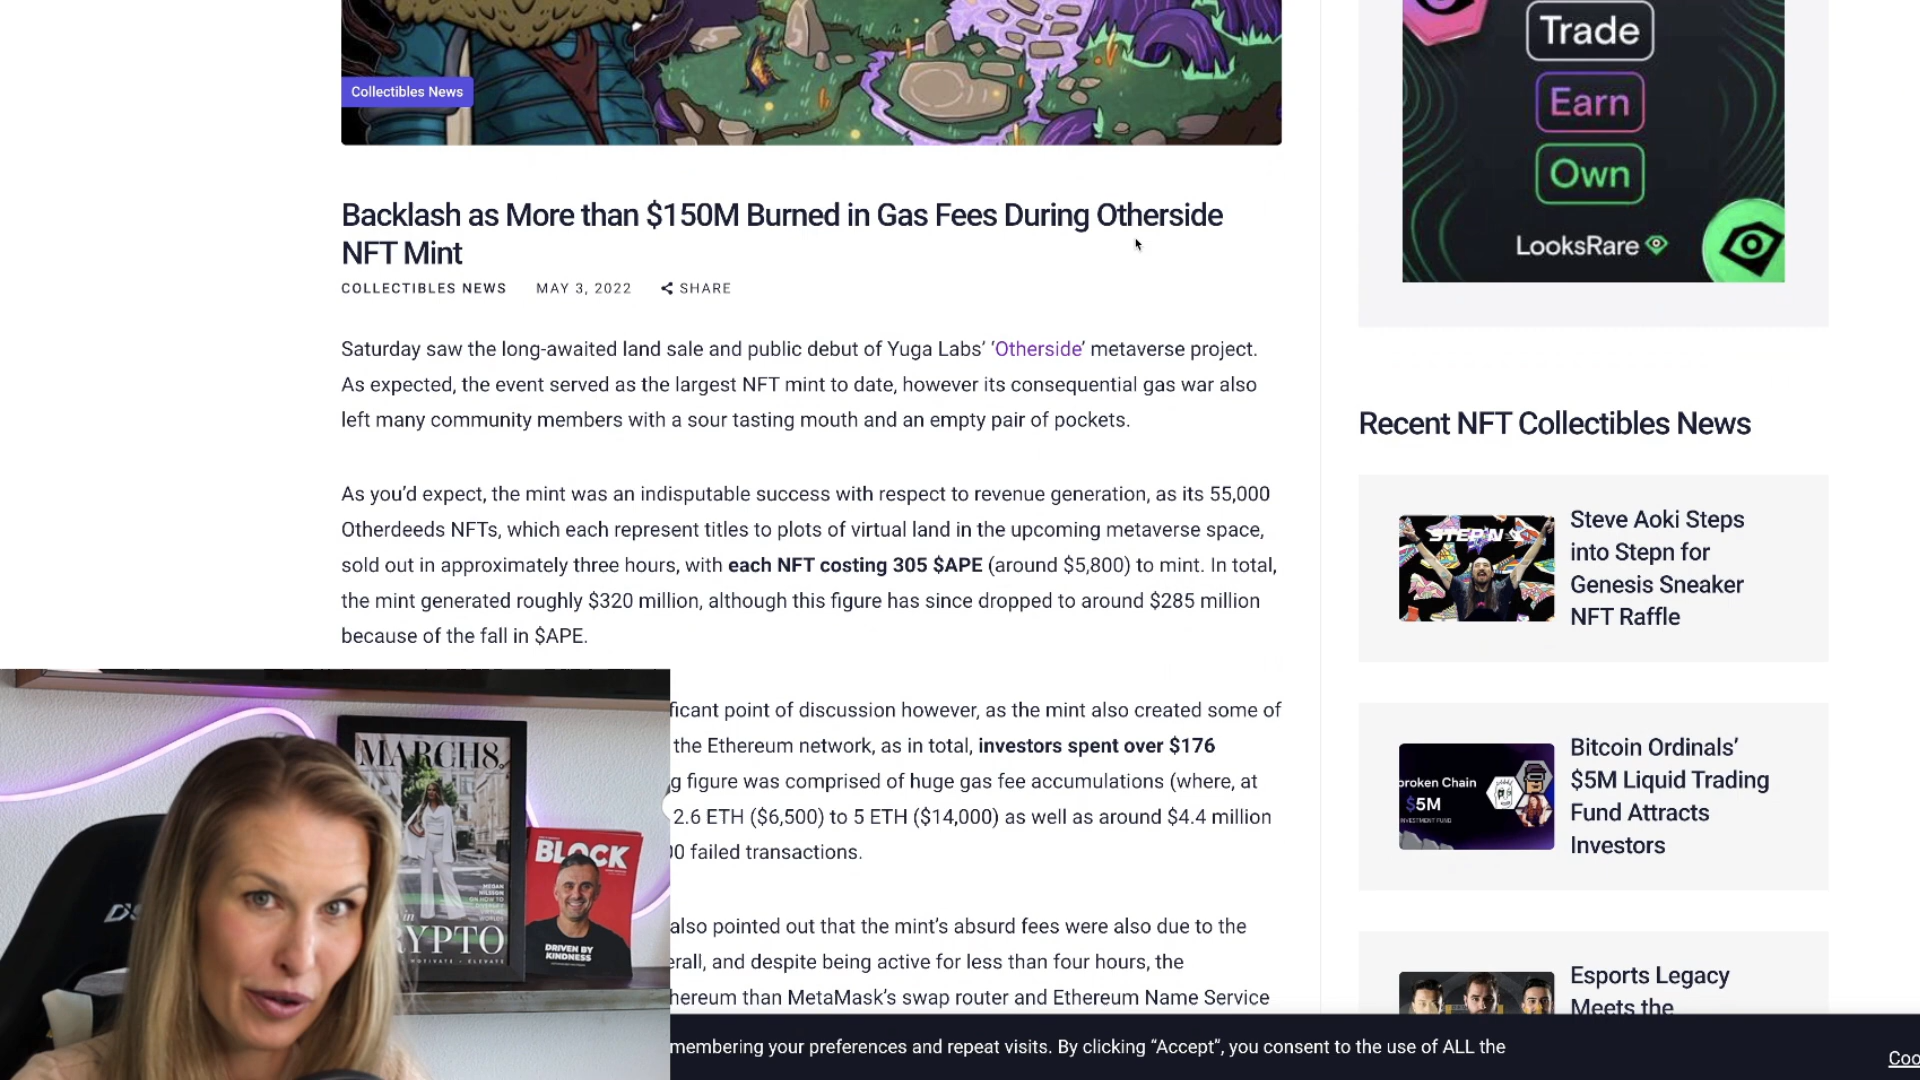 Collectibles News
Backlash as More than $150M Burned in Gas Fees During Otherside
NFT Mint
COLLECTIBLES NEWS MAY 3, 2022 SHARE
Saturday saw the long-awaited land sale and public debut of Yuga Labs’ ‘Otherside’ metaverse project.
As expected, the event served as the largest NFT mint to date, however its consequential gas war also
left many community members with a sour tasting mouth and an empty pair of pockets.
As you’d expect, the mint was an indisputable success with respect to revenue generation, as its 55,000
Otherdeeds NFTs, which each represent titles to plots of virtual land in the upcoming metaverse space,
sold out in approximately three hours, with each NFT costing 305 $APE (around $5,800) to mint. In total,
the mint generated roughly $320 million, although this figure has since dropped to around $285 million
because of the fall in $APE.
ficant point of discussion however, as the mint also created some of
the Ethereum network, as in total, investors spent over $176
g figure was comprised of huge gas fee accumulations (where, at
2.6 ETH ($6,500) to 5 ETH ($14,000) as well as around $4.4 million
0 failed transactions.
also pointed out that the mint’s absurd fees were also due to the
erall, and despite being active for less than four hours, the
hereum than MetaMask’s swap router and Ethereum Name Service
membering your preferences and repeat visits. By clicking “Accept”, you consent to the use of ALL the
Coo
Trade
Earn
Own
LooksRare
Recent NFT Collectibles News
STEPN
Steve Aoki Steps
into Stepn for
Genesis Sneaker
NFT Raffle
broken Chain
$5M
Bitcoin Ordinals’
$5M Liquid Trading
Fund Attracts
Investors
Esports Legacy
Meets the
MARCH8.
MEGAN
NILSSON
ON HOW TO
in
RYPTO
BLOCK
DRIVEN BY
KINDNESS